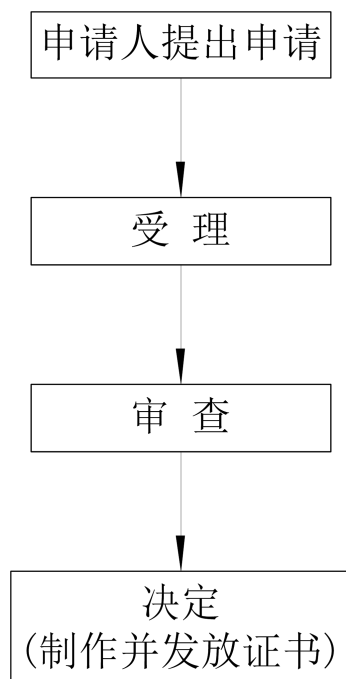 申请人提出申请
受 理
审 查
决定
(制作并发放证书)